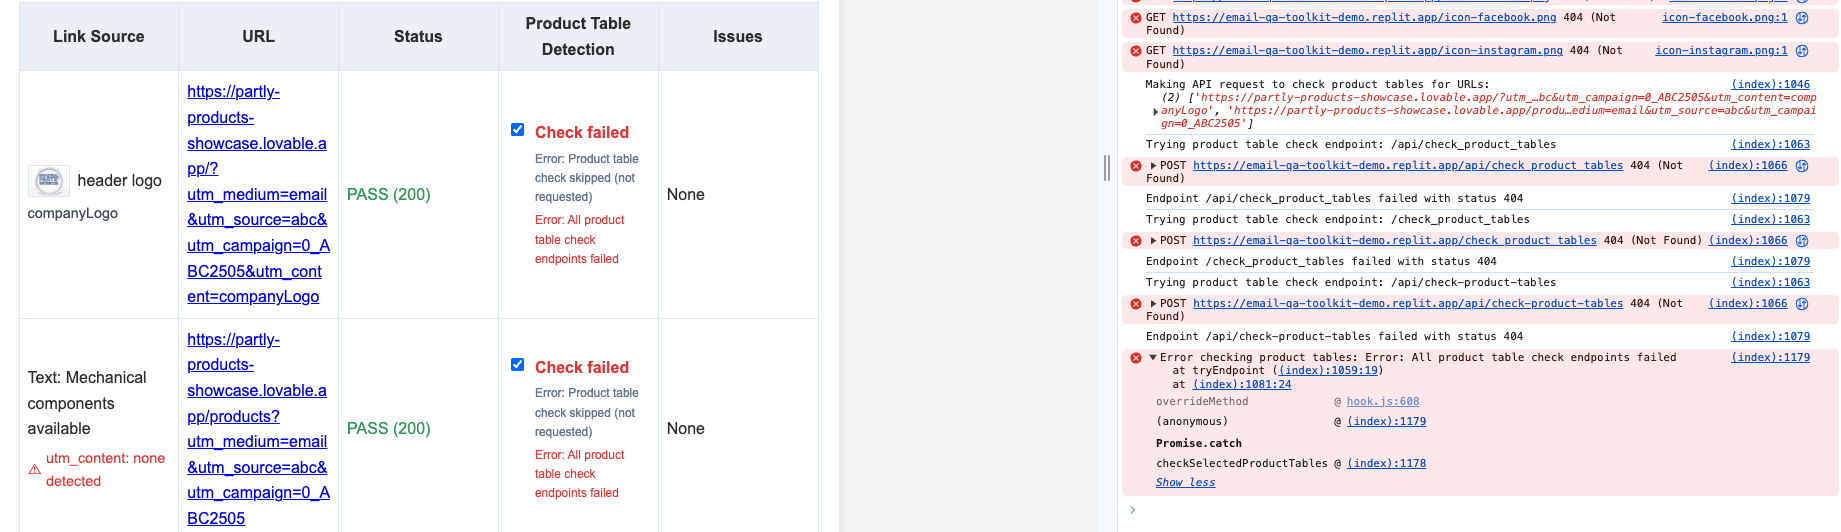 Link Source
URL
Status
Product Table
Detection
Issues
header logo
companyLogo
https://partly-
products-
showcase.lovable.a
pp/?
utm_medium=email
&utm_source=abc&
utm_campaign=0_A
BC2505&utm_cont
ent=companyLogo
PASS (200)
Check failed
Error: Product table
check skipped (not
requested)
Error: All product
table check
endpoints failed
None
Text: Mechanical
components
available
utm_content: none
detected
https://partly-
products-
showcase.lovable.a
pp/products?
utm_medium=email
&utm_source=abc&
utm_campaign=0_A
BC2505
PASS (200)
Check failed
Error: Product table
check skipped (not
requested)
Error: All product
table check
endpoints failed
None
GET https://email-qa-toolkit-demo.replit.app/icon-facebook.png 404 (Not icon-facebook.png:1
Found)
GET https://email-qa-toolkit-demo.replit.app/icon-instagram.png 404 (Not icon-instagram.png:1
Found)
Making API request to check product tables for URLs: (index):1046
(2) ['https://partly-products-showcase.lovable.app/?utm_…bc&utm_campaign=0_ABC2505&utm_content=comp
anyLogo', 'https://partly-products-showcase.lovable.app/produ…edium=email&utm_source=abc&utm_campai
gn=0_ABC2505']
Trying product table check endpoint: /api/check_product_tables (index):1063
POST https://email-qa-toolkit-demo.replit.app/api/check_product_tables 404 (Not (index):1066
Found)
Endpoint /api/check_product_tables failed with status 404 (index):1079
Trying product table check endpoint: /check_product_tables (index):1063
POST https://email-qa-toolkit-demo.replit.app/check_product_tables 404 (Not Found) (index):1066
Endpoint /check_product_tables failed with status 404 (index):1079
Trying product table check endpoint: /api/check-product-tables (index):1063
POST https://email-qa-toolkit-demo.replit.app/api/check-product-tables 404 (Not (index):1066
Found)
Endpoint /api/check-product-tables failed with status 404 (index):1079
Error checking product tables: Error: All product table check endpoints failed (index):1179
at tryEndpoint ((index):1059:19)
at (index):1081:24
overrideMethod @ hook.js:608
(anonymous) @ (index):1179
Promise.catch
checkSelectedProductTables @ (index):1178
Show less